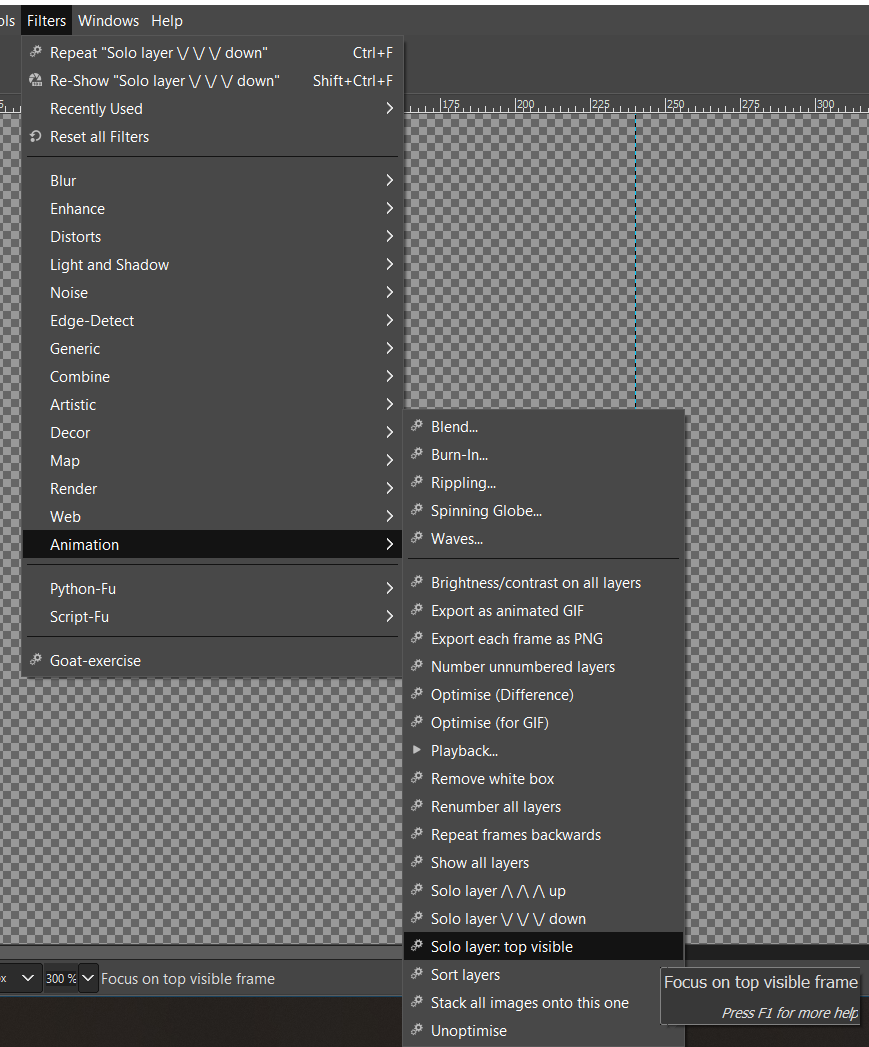 ols Filters Windows Help
Repeat "Solo layer \/ \/ \/ down" Ctrl+F
Re-Show "Solo layer \/ \/ \/ down" Shift+Ctrl+F
Recently Used
Reset all Filters
175 200 225 250 275 300
Blur
Enhance
Distorts
Light and Shadow
Noise
Edge-Detect
Generic
Combine
Artistic
Decor
Map
Render
Web
Animation
Python-Fu
Script-Fu
Goat-exercise
Blend...
Burn-In...
Rippling...
Spinning Globe...
Waves...
Brightness/contrast on all layers
Export as animated GIF
Export each frame as PNG
Number unnumbered layers
Optimise (Difference)
Optimise (for GIF)
Playback...
Remove white box
Renumber all layers
Repeat frames backwards
Show all layers
Solo layer /\ /\ /\ up
Solo layer \/ \/ \/ down
Solo layer: top visible
Sort layers
Stack all images onto this one
Unoptimise
300 % Focus on top visible frame
Focus on top visible frame
Press F1 for more help